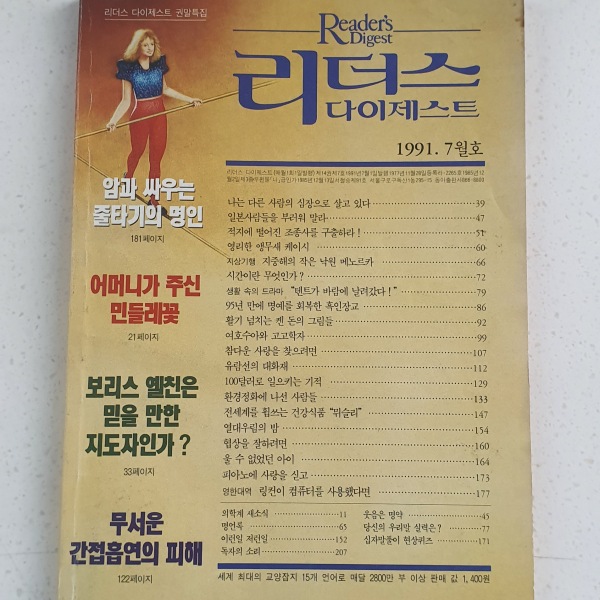 리더스 다이제스트 권말특집
Reader's
Digest
리더스
다이제스트
1991. 7월호
암과 싸우는
줄타기의 명인
181페이지
어머니가 주신
민들레꽃
21페이지
보리스 옐친은
믿을 만한
지도자인가?
33페이지
무서운
간접흡연의 피해
122페이지
나는 다른 사람의 심장으로 살고 있다 39
일본사람들을 부러워 말라 47
적지에 떨어진 조종사를 구출하라! 51
영리한 앵무새 케이시 60
지상기행 지중해의 작은 낙원 메노르카 66
시간이란 무엇인가? 72
생활 속의 드라마 “텐트가 바람에 날려갔다!” 79
95년 만에 명예를 회복한 흑인장교 86
활기 넘치는 켄 돈의 그림들 92
여호수아와 고고학자 99
참다운 사랑을 찾으려면 107
유람선의 대화재 112
100달러로 일으키는 기적 129
환경정화에 나선 사람들 133
전세계를 휩쓰는 건강식품 “뮈슬리” 147
열대우림의 밤 154
협상을 잘하려면 160
울 수 없었던 아이 164
피아노에 사랑을 싣고 173
영한대역 링컨이 컴퓨터를 사용했다면 177
의학계 새소식 11
명언록 65
이런일 저런일 152
독자의 소리 207
웃음은 명약 45
당신의 우리말 실력은? 77
십자말풀이 현상퀴즈 171
세계 최대의 교양잡지 15개 언어로 매달 2800만 부 이상 판매 값 1,400원